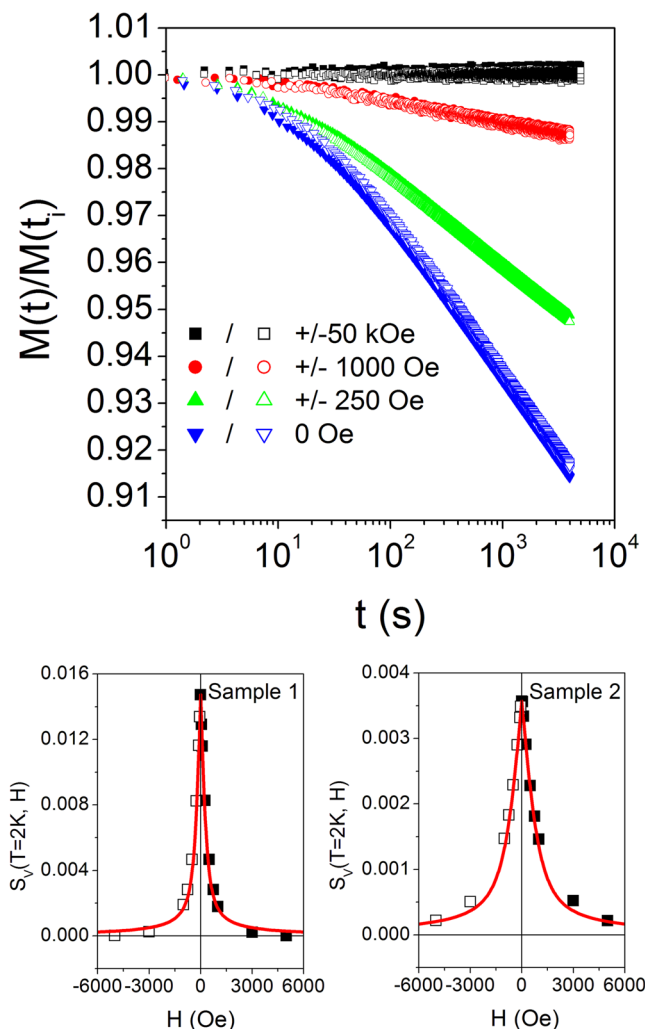 1.01
1.00
0.99
0.98
0.97
0.96
0.95
0.94
0.93
0.92
0.91
M(t)/M(t_i)
■ / □ +/-50 kOe
● / ○ +/- 1000 Oe
▲ / △ +/- 250 Oe
▼ / ▽ 0 Oe
10^0 10^1 10^2 10^3 10^4
t (s)
Sample 1
0.016
0.012
0.008
0.004
0.000
S_V(T=2K, H)
-6000 -3000 0 3000 6000
H (Oe)
Sample 2
0.004
0.003
0.002
0.001
0.000
S_V(T=2K, H)
-6000 -3000 0 3000 6000
H (Oe)